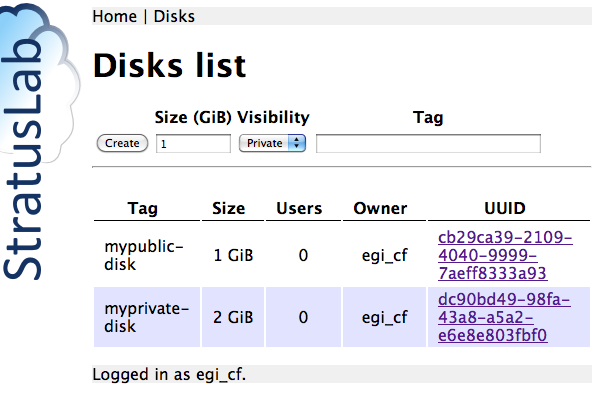 StratusLab
Home | Disks
Disks list
Size (GiB) Visibility Tag
Create 1 Private
Tag Size Users Owner UUID
mypublic-disk 1 GiB 0 egi_cf cb29ca39-2109-4040-9999-7aeff8333a93
myprivate-disk 2 GiB 0 egi_cf dc90bd49-98fa-43a8-a5a2-e6e8e803fbf0
Logged in as egi_cf.